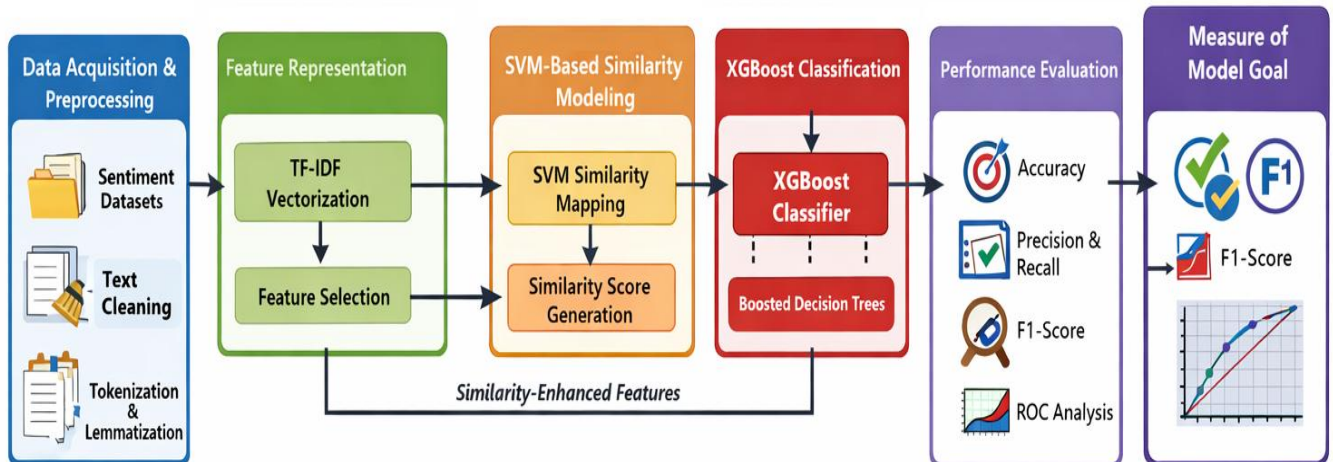 Data Acquisition &
Preprocessing
Sentiment
Datasets
Text
Cleaning
Tokenization
&
Lemmatization
Feature Representation
TF-IDF
Vectorization
Feature Selection
SVM-Based Similarity
Modeling
SVM Similarity
Mapping
Similarity Score
Generation
XGBoost Classification
XGBoost
Classifier
Boosted Decision Trees
Similarity-Enhanced Features
Performance Evaluation
Accuracy
Precision &
Recall
F1-Score
ROC Analysis
Measure of
Model Goal
F1
F1-Score